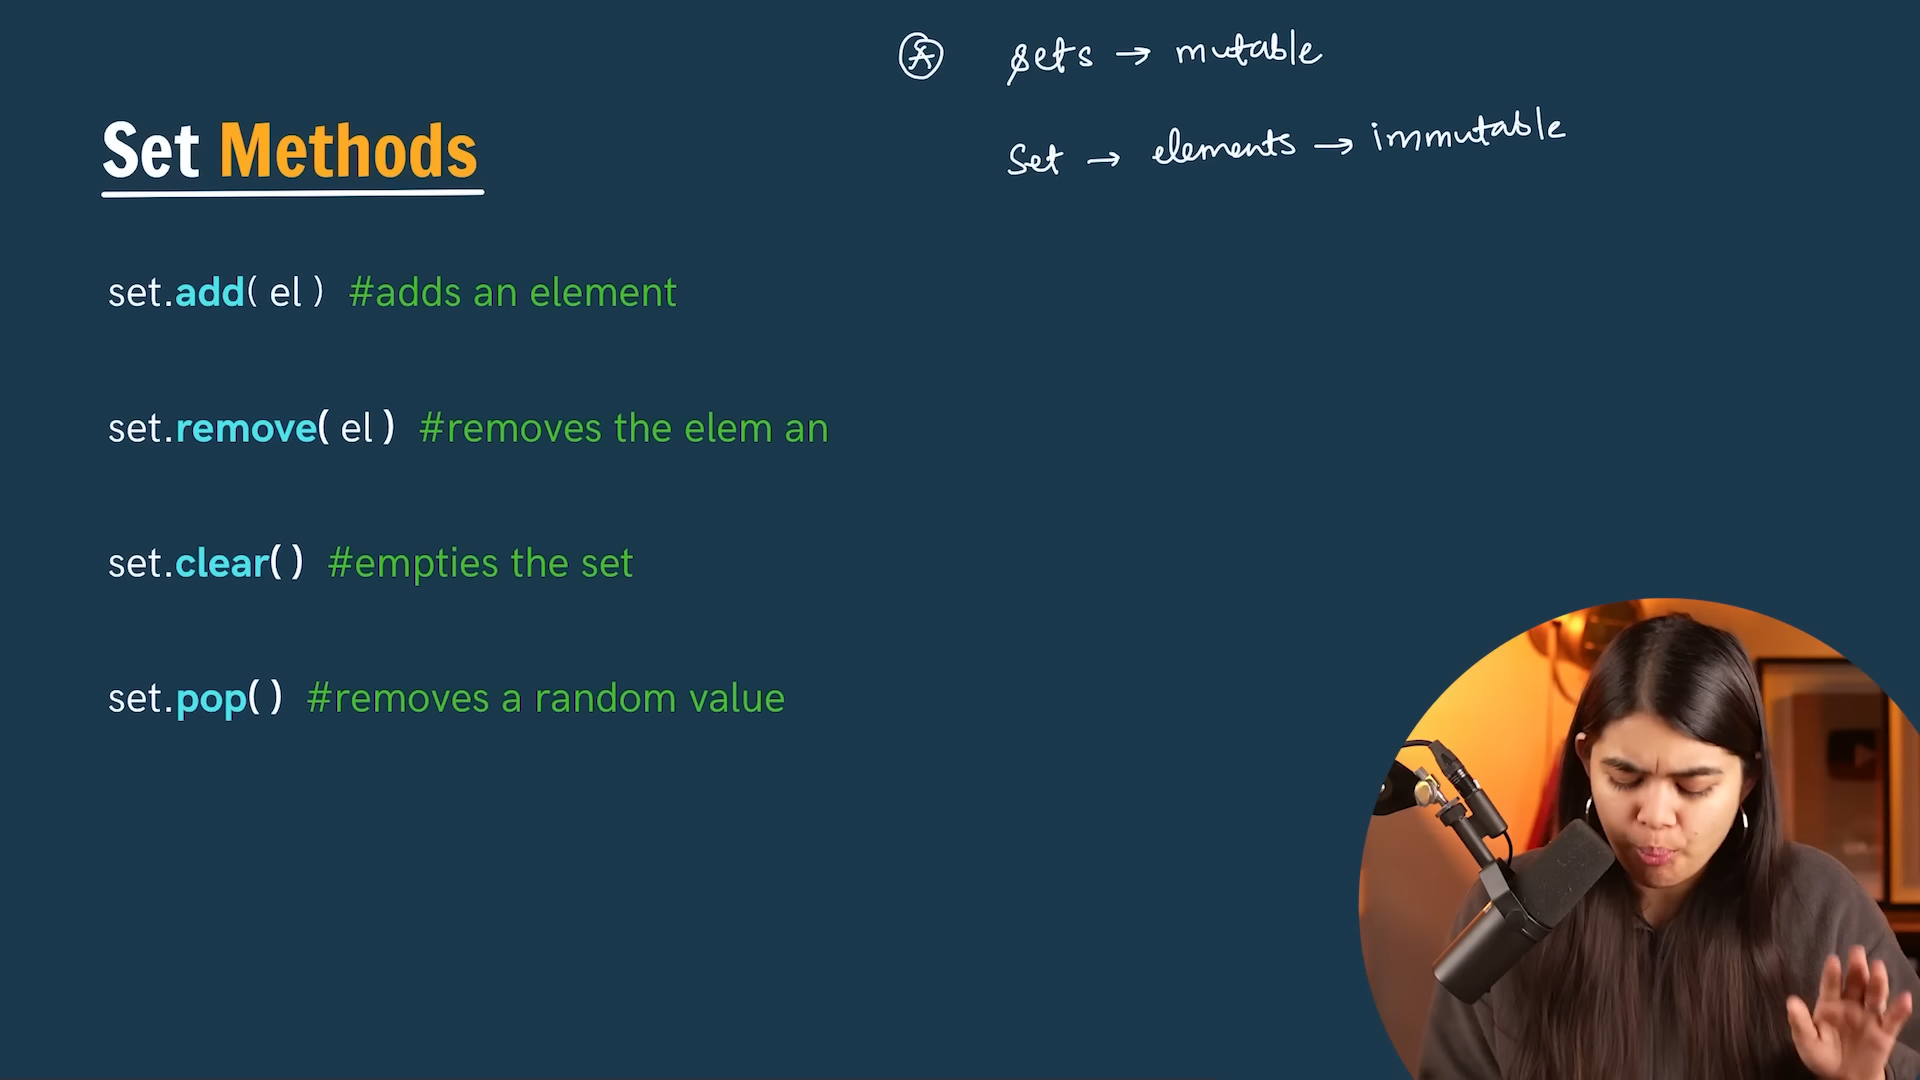 sets → mutable
Set → elements → immutable
Set Methods
set.add( el ) #adds an element
set.remove( el ) #removes the elem an
set.clear( ) #empties the set
set.pop( ) #removes a random value